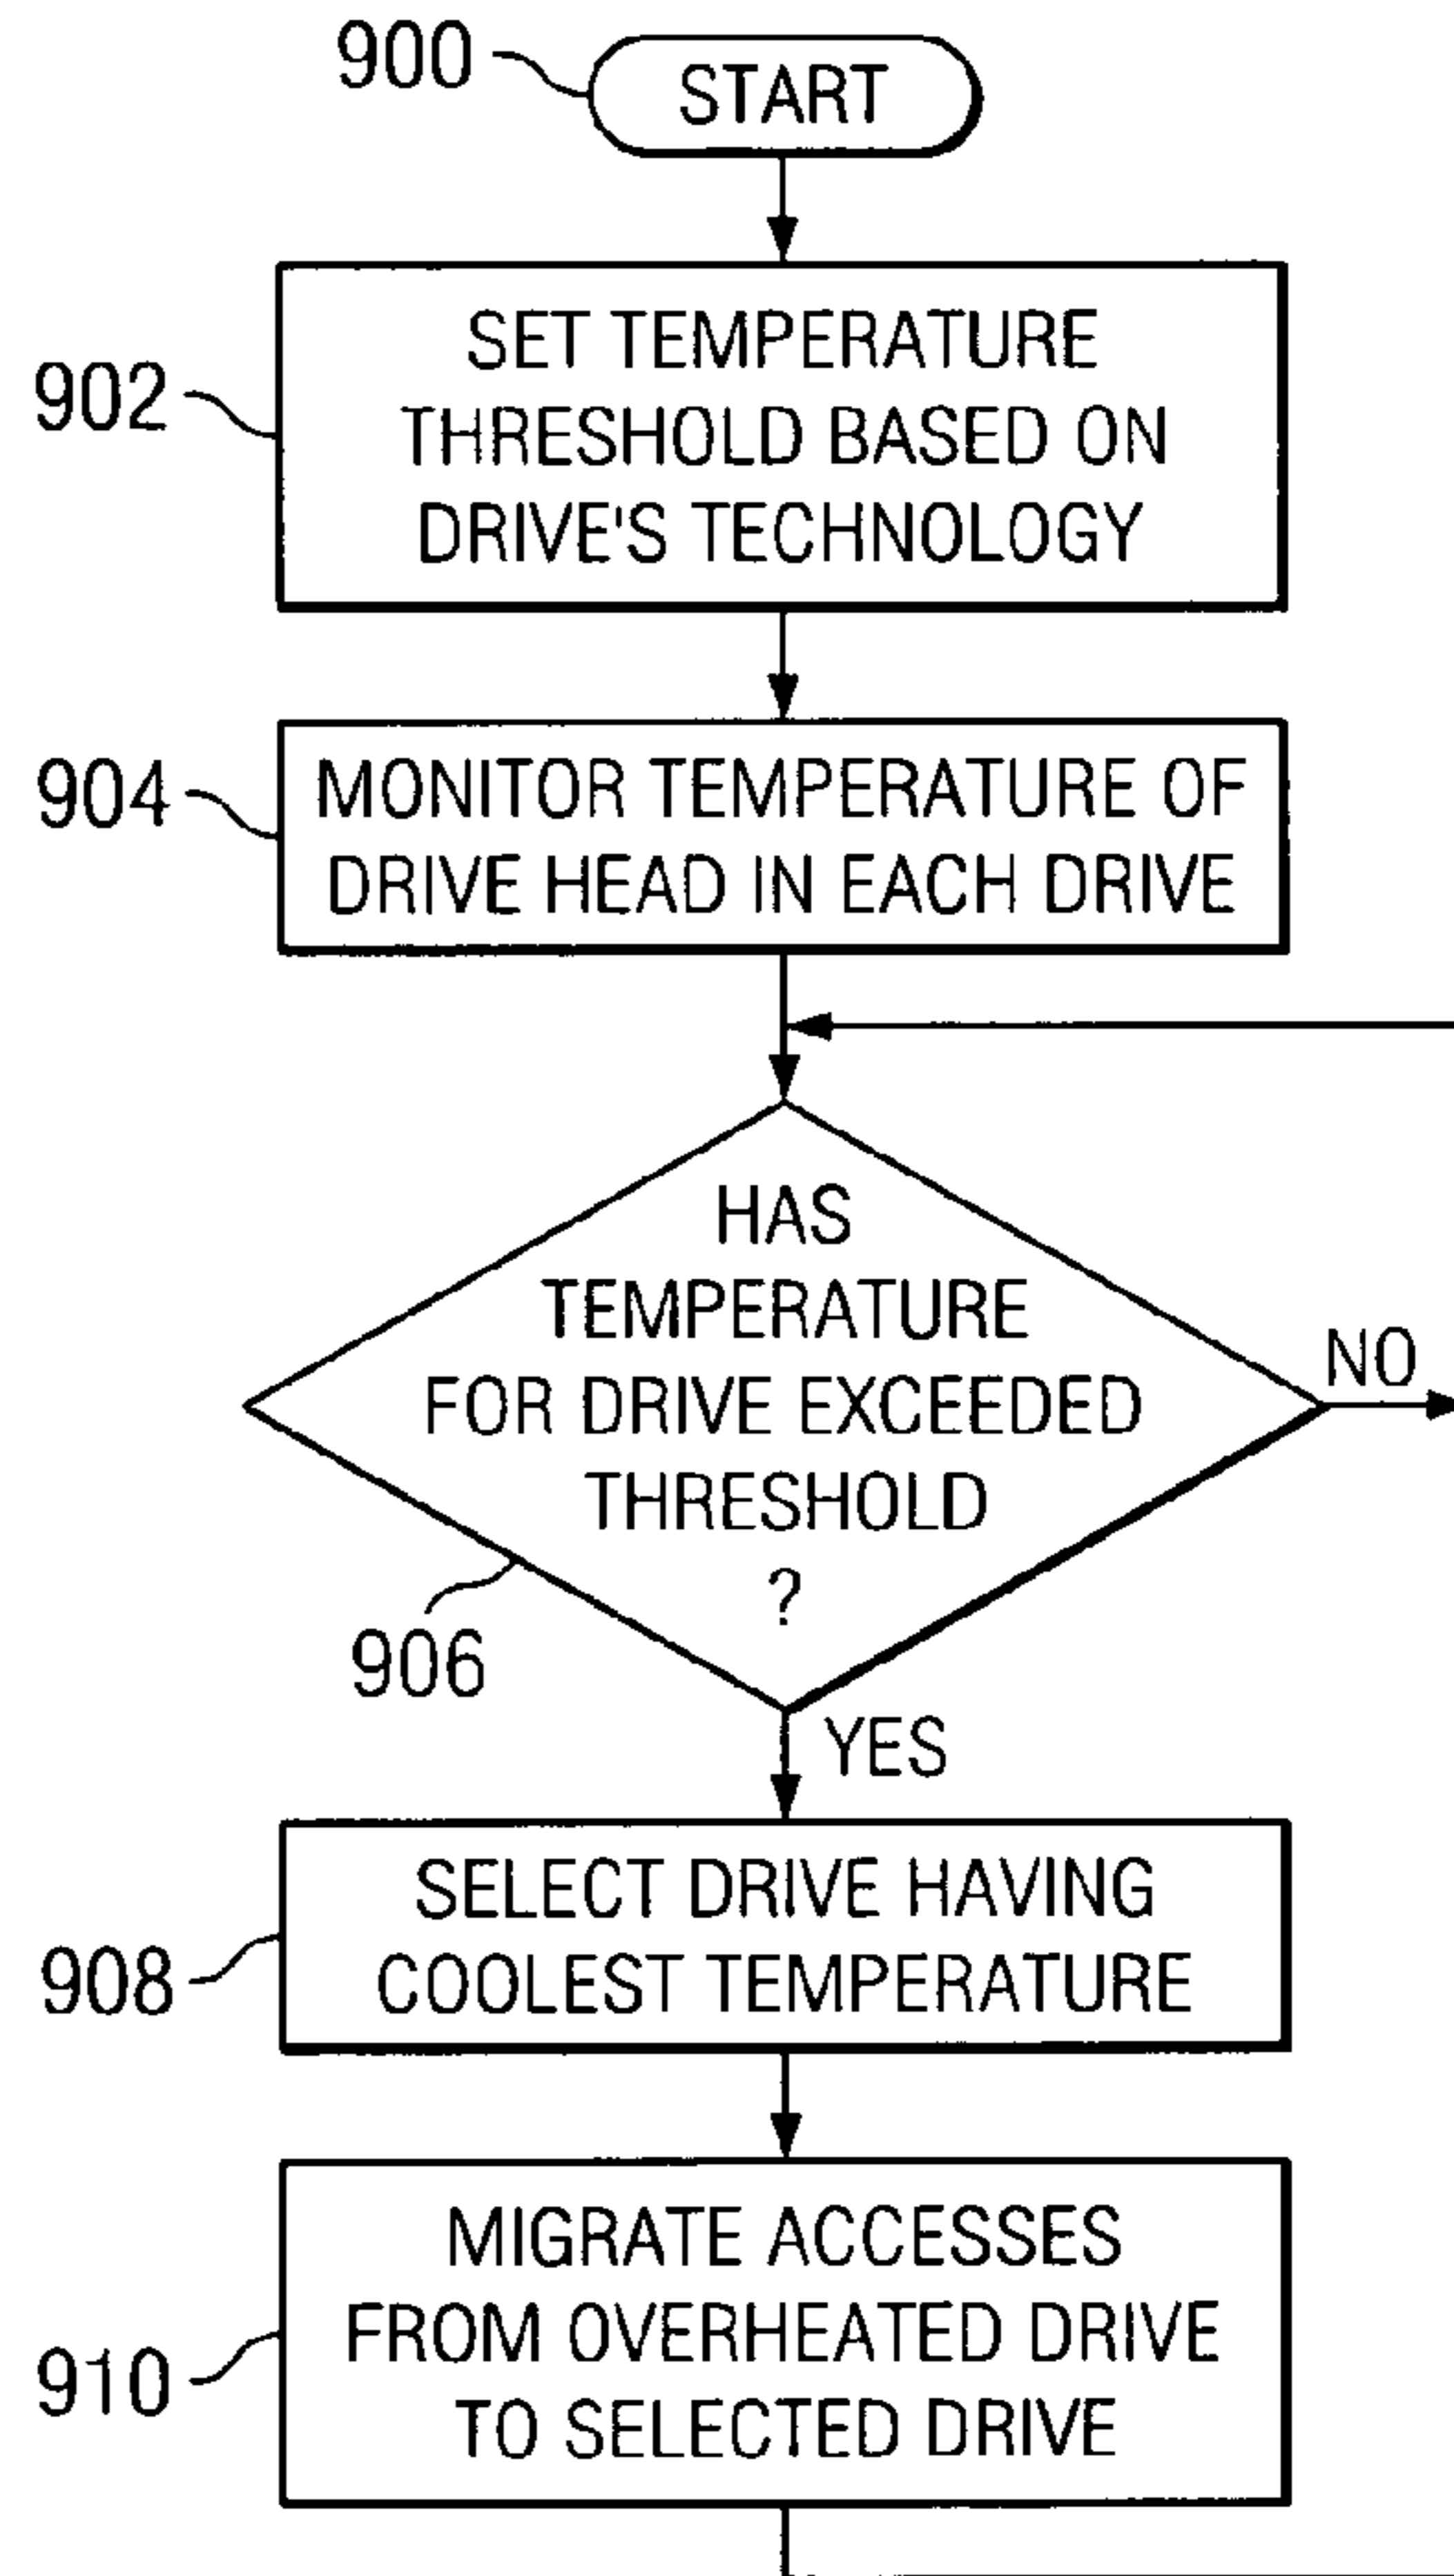 900
START
902
SET TEMPERATURE
THRESHOLD BASED ON
DRIVE'S TECHNOLOGY
904
MONITOR TEMPERATURE OF
DRIVE HEAD IN EACH DRIVE
HAS
TEMPERATURE
FOR DRIVE EXCEEDED
THRESHOLD
?
NO
906
YES
908
SELECT DRIVE HAVING
COOLEST TEMPERATURE
910
MIGRATE ACCESSES
FROM OVERHEATED DRIVE
TO SELECTED DRIVE